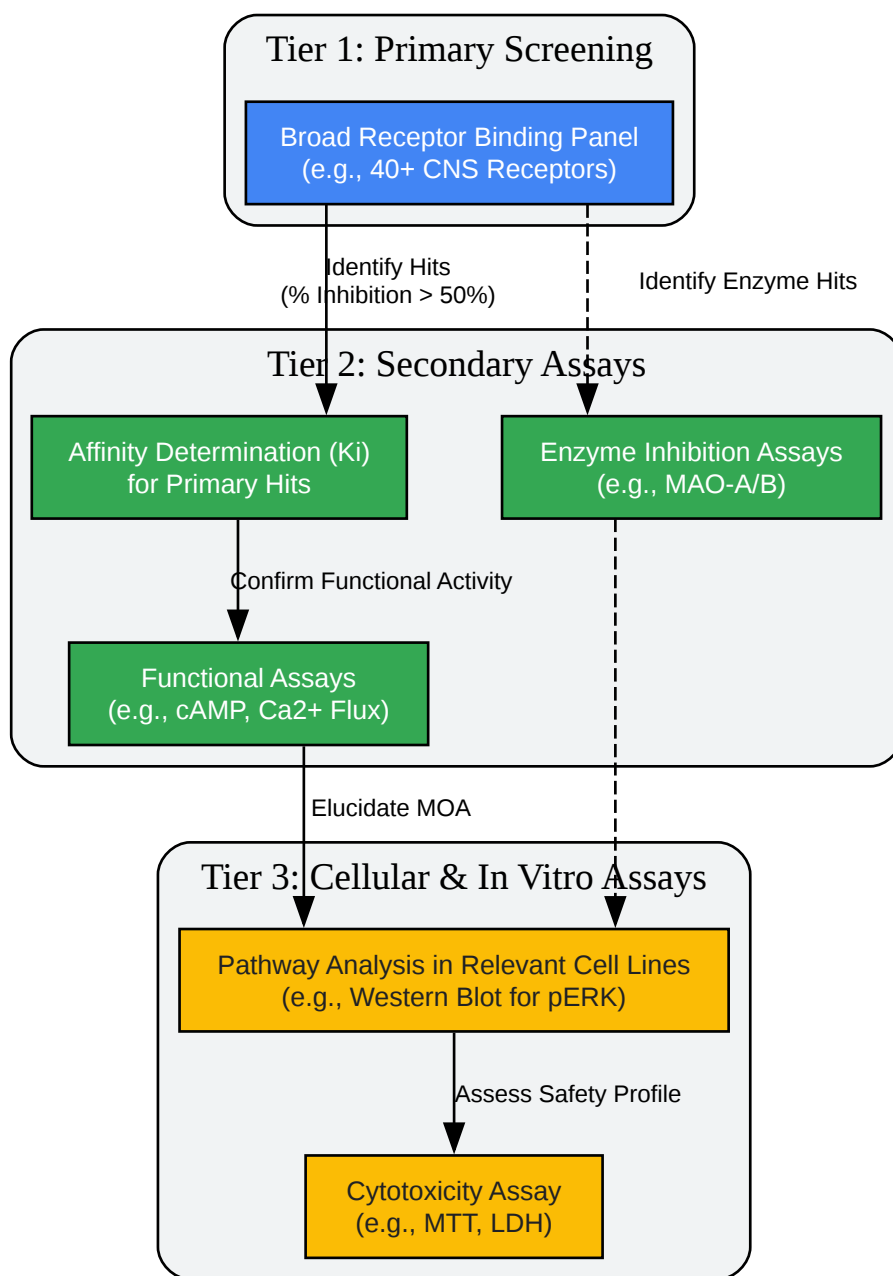 Tier 1: Primary Screening
Broad Receptor Binding Panel
(e.g., 40+ CNS Receptors)
Identify Hits
(% Inhibition > 50%)
Identify Enzyme Hits
Tier 2: Secondary Assays
Affinity Determination (Ki)
for Primary Hits
Enzyme Inhibition Assays
(e.g., MAO-A/B)
Confirm Functional Activity
Functional Assays
(e.g., cAMP, Ca2+ Flux)
Elucidate MOA
Tier 3: Cellular & In Vitro Assays
Pathway Analysis in Relevant Cell Lines
(e.g., Western Blot for pERK)
Assess Safety Profile
Cytotoxicity Assay
(e.g., MTT, LDH)